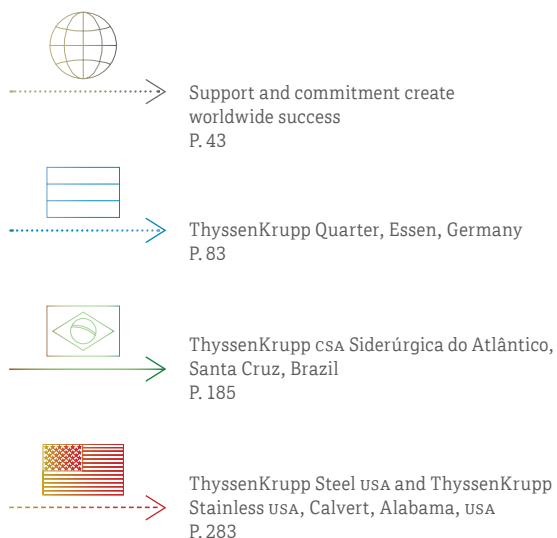 Support and commitment create
worldwide success
P. 43
ThyssenKrupp Quarter, Essen, Germany
P. 83
ThyssenKrupp CSA Siderúrgica do Atlântico,
Santa Cruz, Brazil
P. 185
ThyssenKrupp Steel USA and ThyssenKrupp
Stainless USA, Calvert, Alabama, USA
P. 283